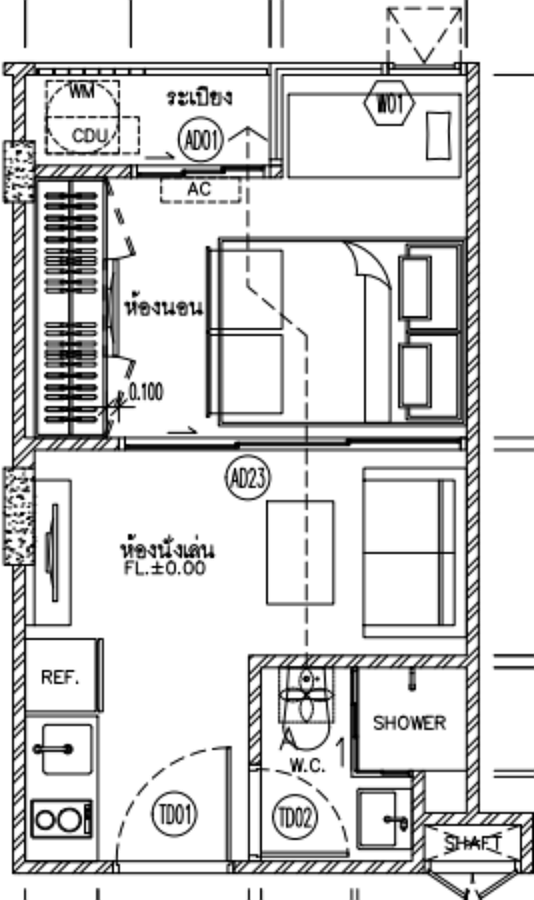 WM
ระเบียง
W01
CDU
AD01
AC
ห้องนอน
0.100
AD23
ห้องนั่งเล่น
FL.±0.00
REF.
SHOWER
W.C.
TD01
TD02
SHAFT